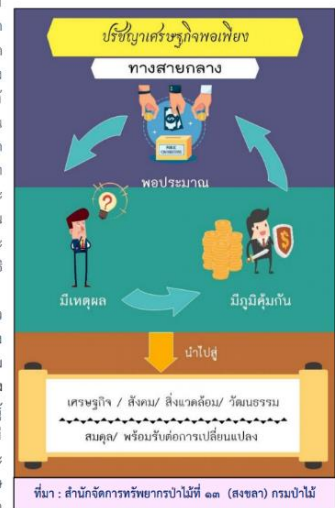 ปรัชญาเศรษฐกิจพอเพียง
ทางสายกลาง
พอประมาณ
มีเหตุผล
มีภูมิคุ้มกัน
นำไปสู่
เศรษฐกิจ / สังคม/ สิ่งแวดล้อม/ วัฒนธรรม
สมดุล/ พร้อมรับต่อการเปลี่ยนแปลง
ที่มา : สำนักจัดการทรัพยากรป่าไม้ที่ ๑๓ (สงขลา) กรมป่าไม้